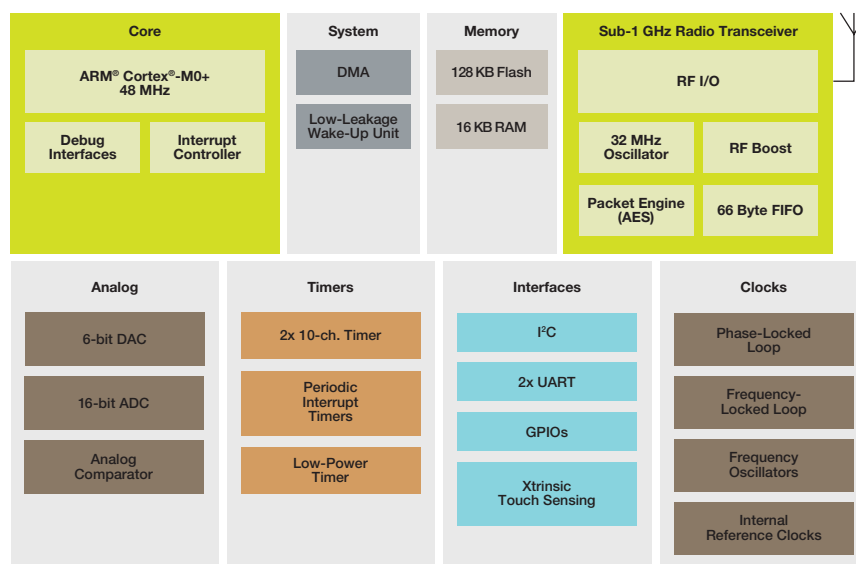 Core
ARM® Cortex®-M0+
48 MHz
Debug
Interfaces
Interrupt
Controller
System
DMA
Low-Leakage
Wake-Up Unit
Memory
128 KB Flash
16 KB RAM
Sub-1 GHz Radio Transceiver
RF I/O
32 MHz
Oscillator
RF Boost
Packet Engine
(AES)
66 Byte FIFO
Analog
6-bit DAC
16-bit ADC
Analog
Comparator
Timers
2x 10-ch. Timer
Periodic
Interrupt
Timers
Low-Power
Timer
Interfaces
I²C
2x UART
GPIOs
Xtrinsic
Touch Sensing
Clocks
Phase-Locked
Loop
Frequency-
Locked Loop
Frequency
Oscillators
Internal
Reference Clocks